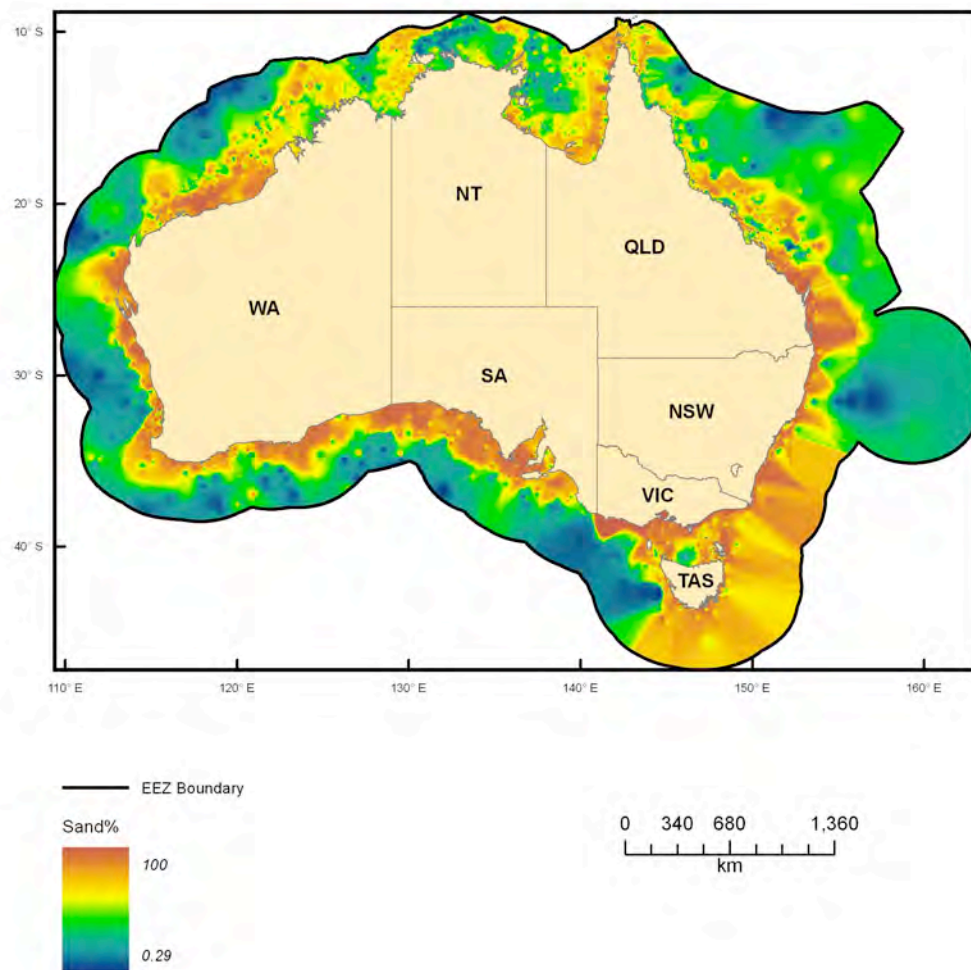 10° S
20° S
30° S
40° S
NT
QLD
WA
SA
NSW
VIC
TAS
110° E 120° E 130° E 140° E 150° E 160° E
EEZ Boundary
Sand%
100
0.29
0 340 680 1,360
km